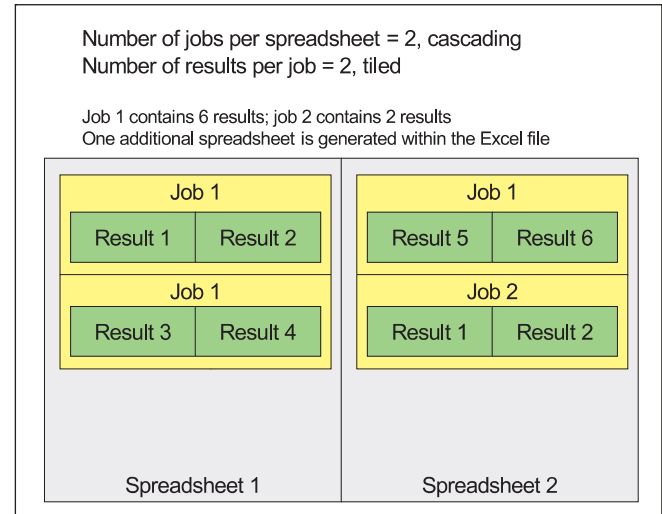 Number of jobs per spreadsheet = 2, cascading
Number of results per job = 2, tiled
Job 1 contains 6 results; job 2 contains 2 results
One additional spreadsheet is generated within the Excel file
Job 1
Result 1 Result 2
Job 1
Result 3 Result 4
Spreadsheet 1
Job 1
Result 5 Result 6
Job 2
Result 1 Result 2
Spreadsheet 2